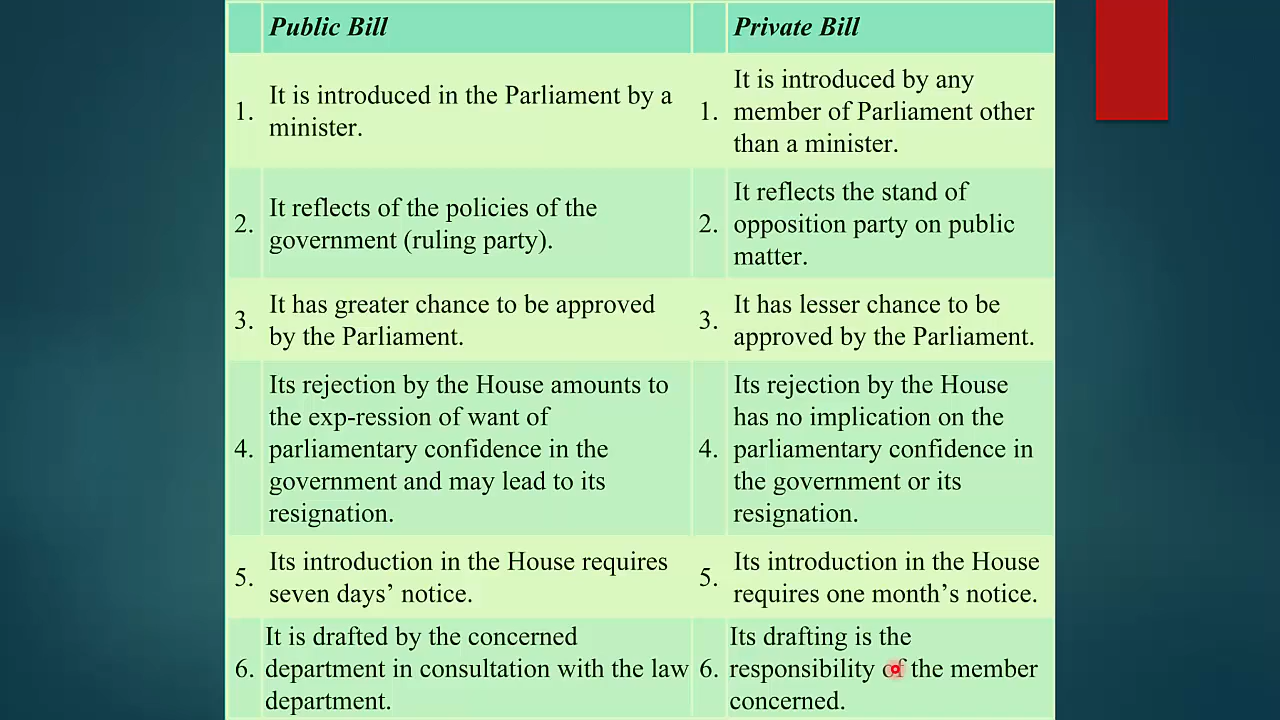 Public Bill
Private Bill
1.
It is introduced in the Parliament by a
minister.
1.
It is introduced by any
member of Parliament other
than a minister.
2.
It reflects of the policies of the
government (ruling party).
2.
It reflects the stand of
opposition party on public
matter.
3.
It has greater chance to be approved
by the Parliament.
3.
It has lesser chance to be
approved by the Parliament.
4.
Its rejection by the House amounts to
the exp-ression of want of
parliamentary confidence in the
government and may lead to its
resignation.
4.
Its rejection by the House
has no implication on the
parliamentary confidence in
the government or its
resignation.
5.
Its introduction in the House requires
seven days’ notice.
5.
Its introduction in the House
requires one month’s notice.
6.
It is drafted by the concerned
department in consultation with the law
department.
6.
Its drafting is the
responsibility of the member
concerned.